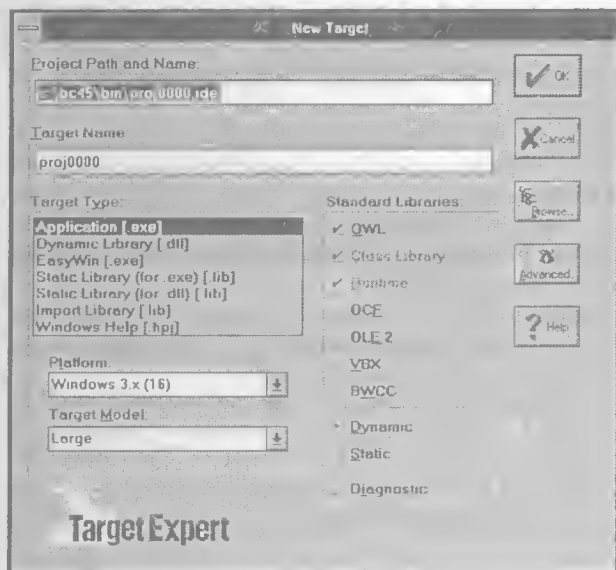 New Target
Project Path and Name:
c:\bc45\bin\proj0000.ide
Target Name
proj0000
Target Type:
Application [.exe]
Dynamic Library [.dll]
EasyWin [.exe]
Static Library (for .exe) [.lib]
Static Library (for .dll) [.lib]
Import Library [.lib]
Windows Help [.hpj]
Platform:
Windows 3.x (16)
Target Model:
Large
Target Expert
Standard Libraries:
OWL
Class Library
Runtime
OCF
OLE 2
VBX
BWCC
Dynamic
Static
Diagnostic
OK
Cancel
Browse..
Advanced.
? Help